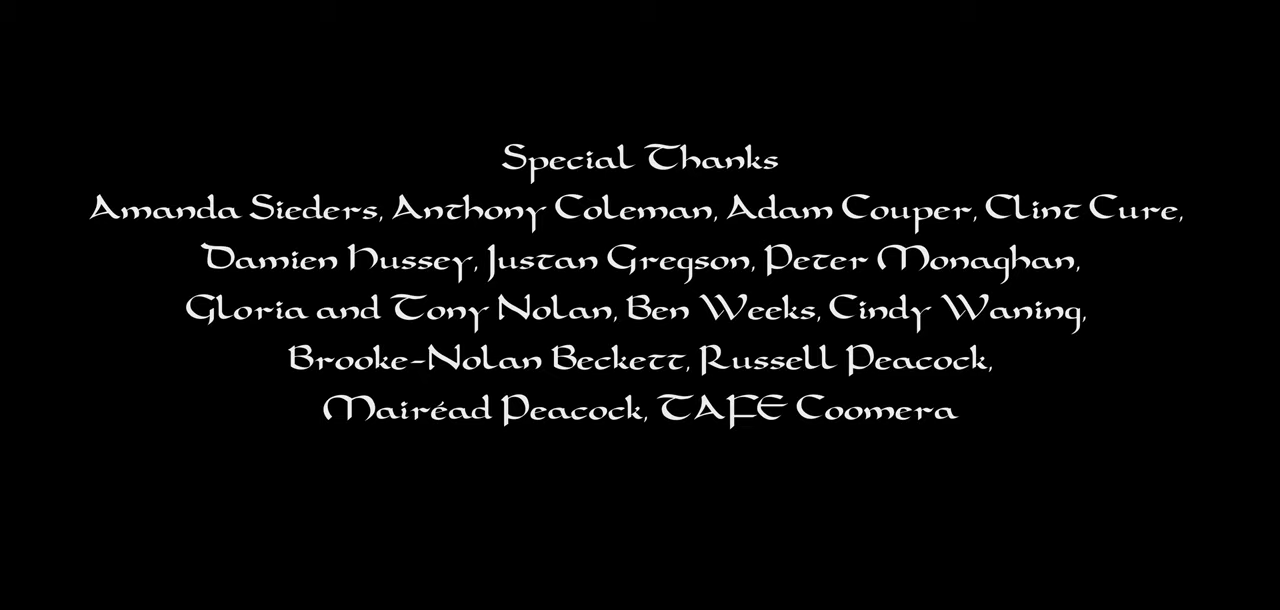 Special Thanks
Amanda Sieders, Anthony Coleman, Adam Couper, Clint Cure,
Damien Hussey, Justan Gregson, Peter Monaghan,
Gloria and Tony Nolan, Ben Weeks, Cindy Waning,
Brooke-Nolan Beckett, Russell Peacock,
Mairéad Peacock, TAFE Coomera